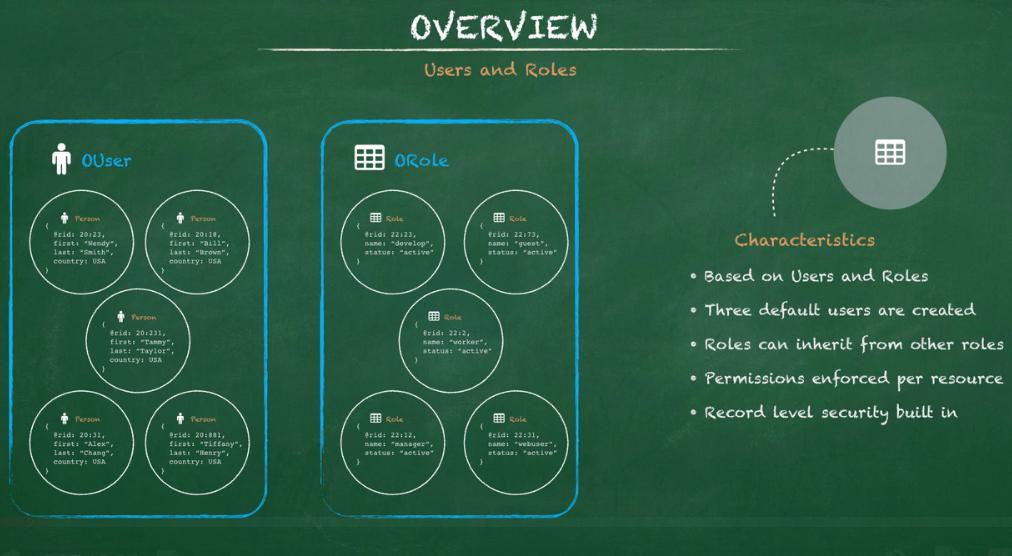 OVERVIEW
Users and Roles
OUser
Person
{
@rid: 20:23,
first: "Wendy",
last: "Smith",
country: USA
}
Person
{
@rid: 20:18,
first: "Bill",
last: "Brown",
country: USA
}
Person
{
@rid: 20:231,
first: "Tammy",
last: "Taylor",
country: USA
}
Person
{
@rid: 20:31,
first: "Alex",
last: "Chang",
country: USA
}
Person
{
@rid: 20:881,
first: "Tiffany",
last: "Henry",
country: USA
}
ORole
Role
{
@rid: 22:23,
name: "develop",
status: "active"
}
Role
{
@rid: 22:73,
name: "guest",
status: "active"
}
Role
{
@rid: 22:2,
name: "worker",
status: "active"
}
Role
{
@rid: 22:12,
name: "manager",
status: "active"
}
Role
{
@rid: 22:31,
name: "webuser",
status: "active"
}
Characteristics
• Based on Users and Roles
• Three default users are created
• Roles can inherit from other roles
• Permissions enforced per resource
• Record level security built in